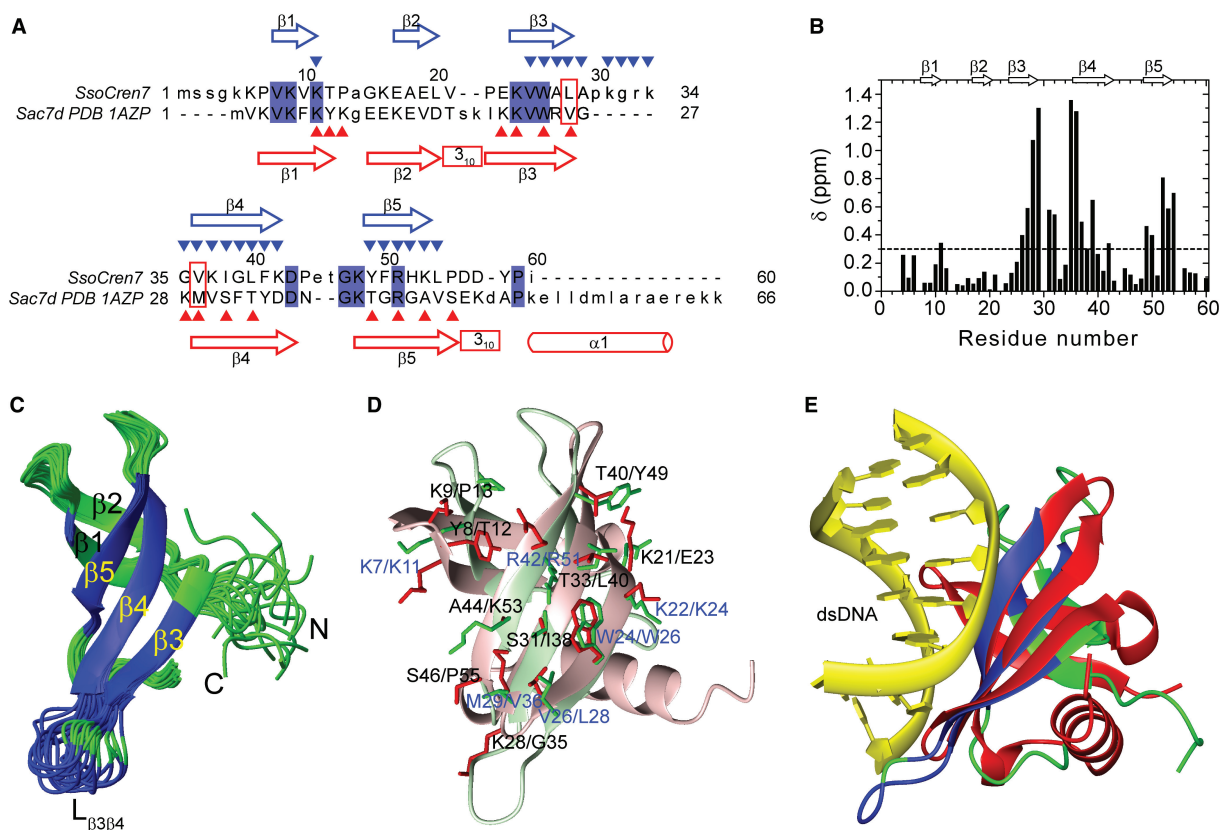 A
β1 β2 β3
10 20 30
SsoCren7 1 mssgkKPVKVKTPaGKEAELV--PEKVWALApkgrk 34
Sac7d PDB 1AZP 1 ----mVKVKFKYKgEEKEVDTskIKKVWRVG----- 27
β1 β2 3₁₀ β3
β4 β5
40 50 60
SsoCren7 35 GVKIGLFKDPetGKYFRHKLPDD-YPi---------------- 60
Sac7d PDB 1AZP 28 KMVSFTYDDN--GKTGRGAVSEKdAPkelldmlaraerekk 66
β4 β5 3₁₀ α1
B
β1 β2 β3 β4 β5
δ (ppm)
1.4
1.2
1.0
0.8
0.6
0.4
0.2
0.0
0 10 20 30 40 50 60
Residue number
C
β2
β1
β5
β4
β3
N
C
Lβ3β4
D
T40/Y49
K9/P13
Y8/T12
K7/K11
R42/R51
K21/E23
T33/L40
A44/K53
K22/K24
S31/I38
W24/W26
S46/P55
M29/V36
V26/L28
K28/G35
E
dsDNA